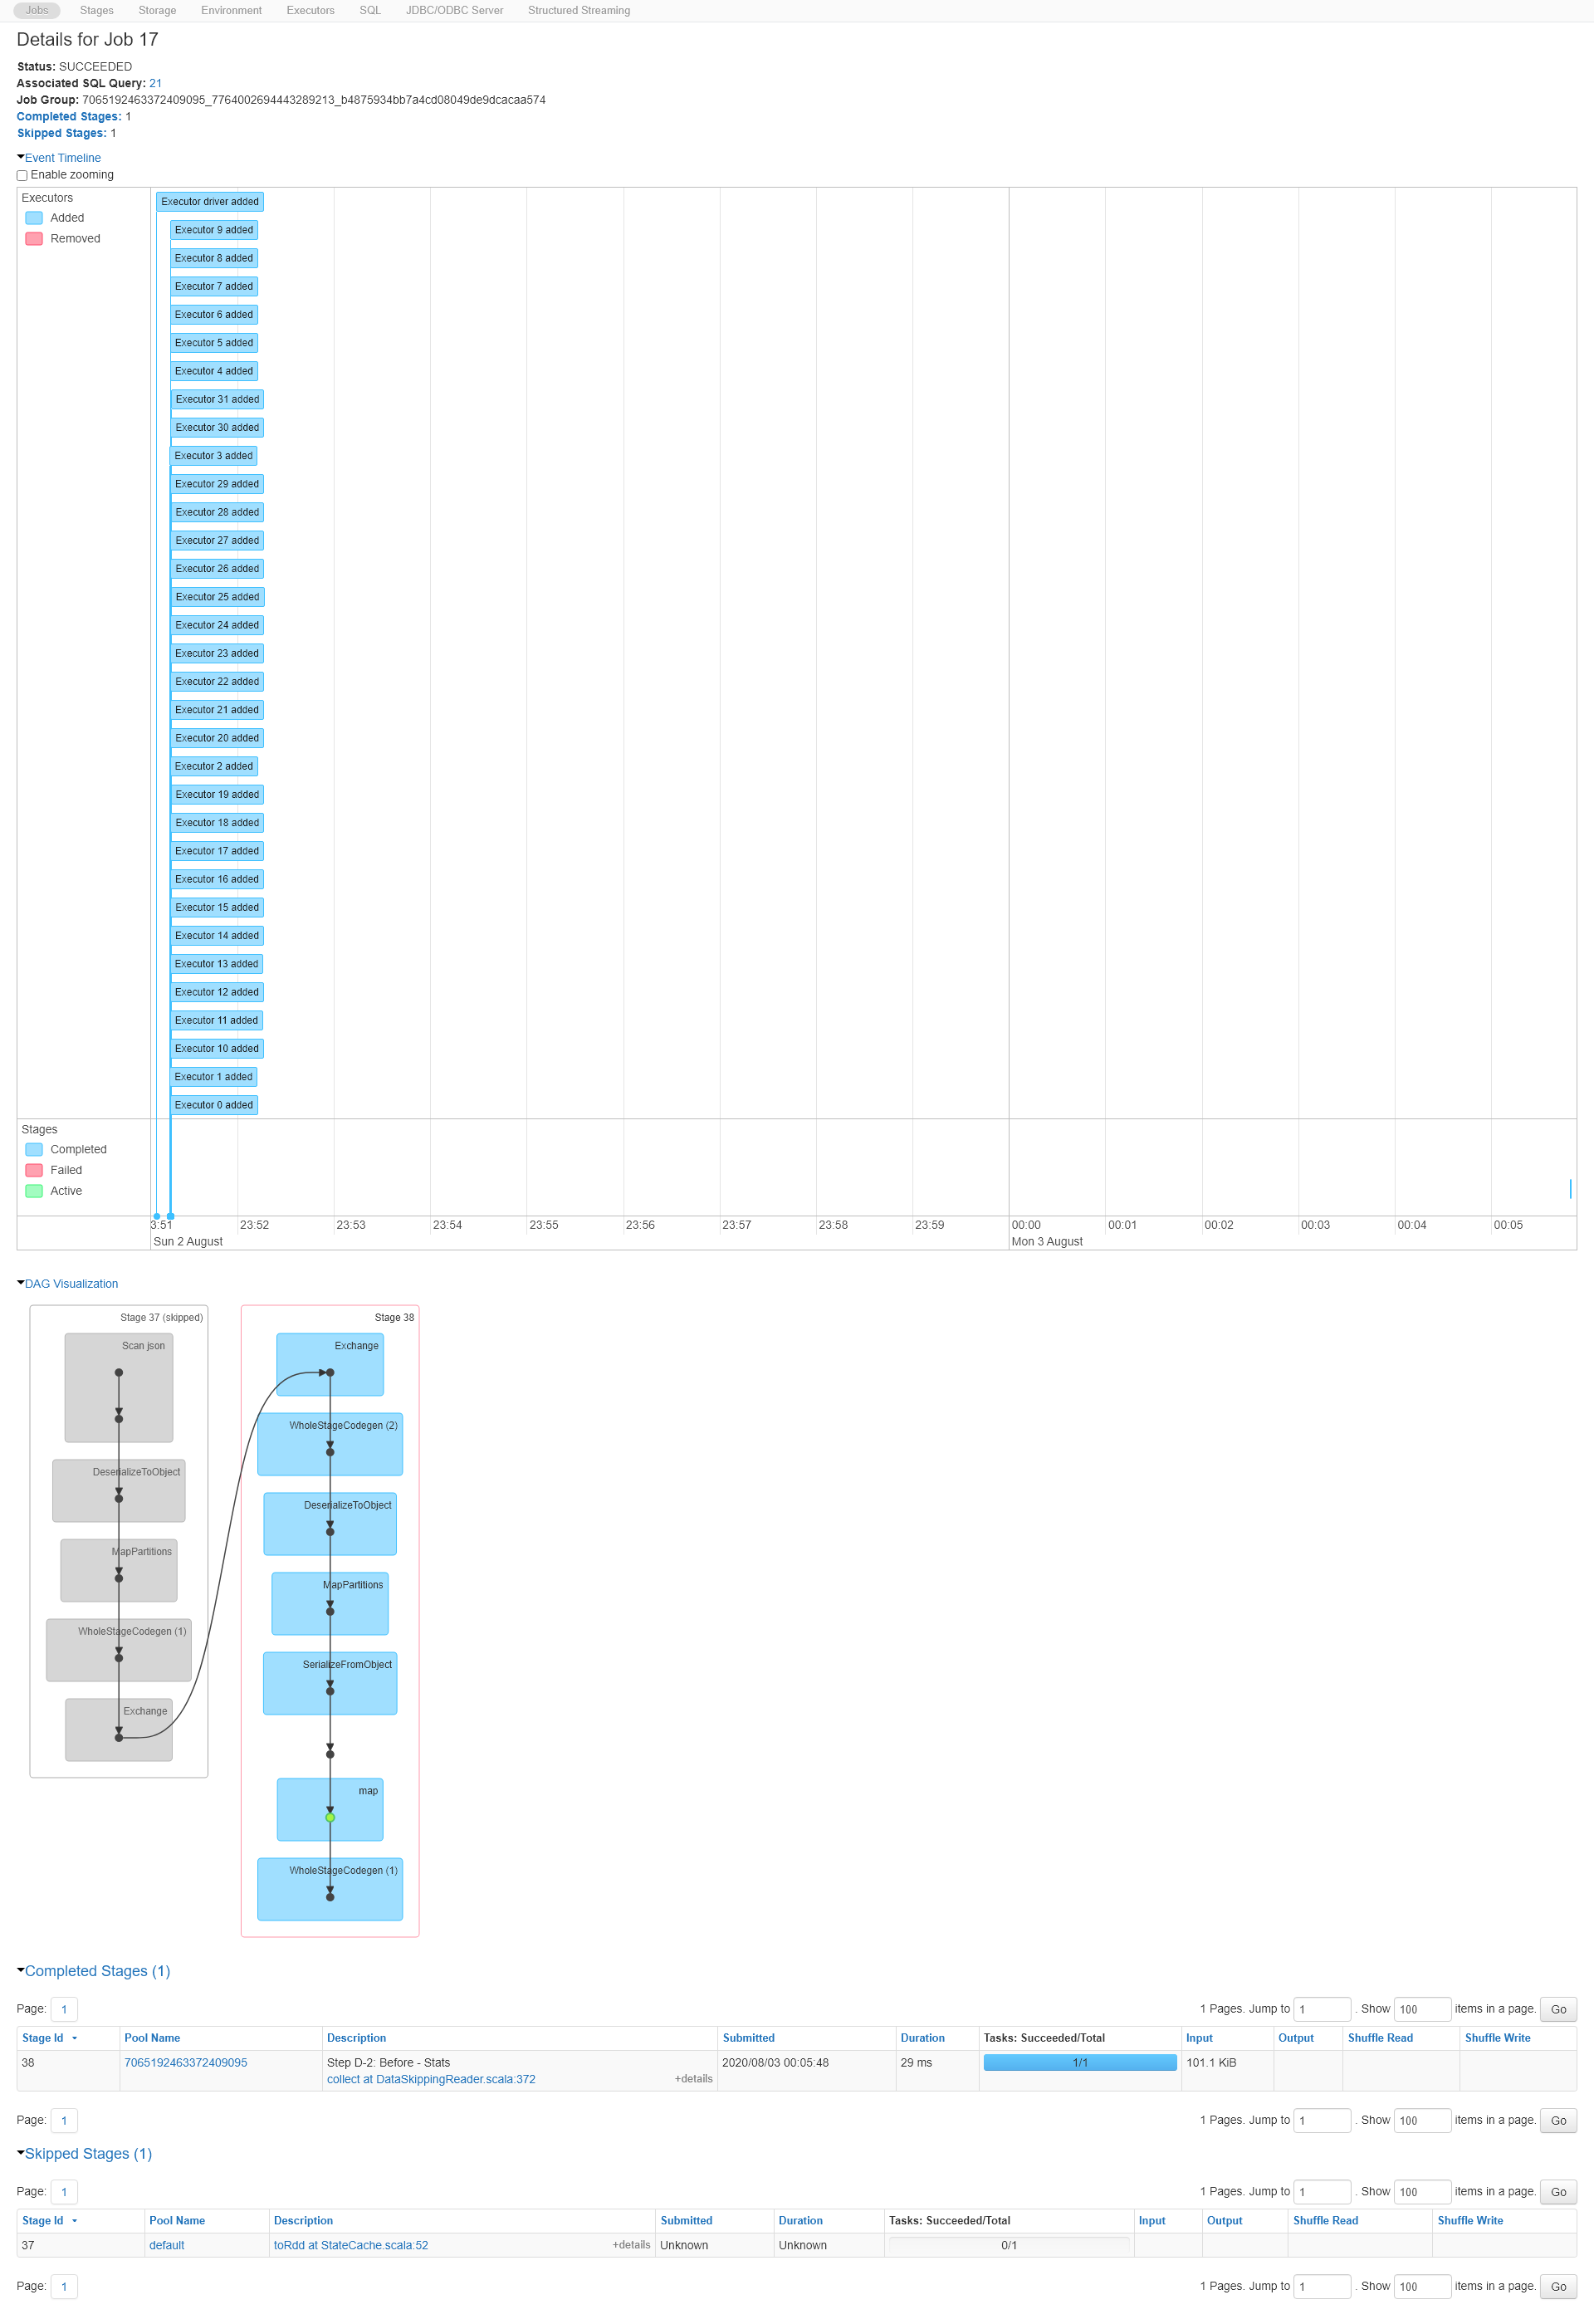 Jobs Stages Storage Environment Executors SQL JDBC/ODBC Server Structured Streaming
Details for Job 17
Status: SUCCEEDED
Associated SQL Query: 21
Job Group: 7065192463372409095_7764002694443289213_b4875934bb7a4cd08049de9dcacaa574
Completed Stages: 1
Skipped Stages: 1
Event Timeline
Enable zooming
Executors
Added
Removed
Executor driver added
Executor 9 added
Executor 8 added
Executor 7 added
Executor 6 added
Executor 5 added
Executor 4 added
Executor 31 added
Executor 30 added
Executor 3 added
Executor 29 added
Executor 28 added
Executor 27 added
Executor 26 added
Executor 25 added
Executor 24 added
Executor 23 added
Executor 22 added
Executor 21 added
Executor 20 added
Executor 2 added
Executor 19 added
Executor 18 added
Executor 17 added
Executor 16 added
Executor 15 added
Executor 14 added
Executor 13 added
Executor 12 added
Executor 11 added
Executor 10 added
Executor 1 added
Executor 0 added
Stages
Completed
Failed
Active
3:51 23:52 23:53 23:54 23:55 23:56 23:57 23:58 23:59 00:00 00:01 00:02 00:03 00:04 00:05
Sun 2 August Mon 3 August
DAG Visualization
Stage 37 (skipped)
Scan json
DeserializeToObject
MapPartitions
WholeStageCodegen (1)
Exchange
Stage 38
Exchange
WholeStageCodegen (2)
DeserializeToObject
MapPartitions
SerializeFromObject
map
WholeStageCodegen (1)
Completed Stages (1)
Page: 1 1 Pages. Jump to 1 . Show 100 items in a page. Go
Stage Id Pool Name Description Submitted Duration Tasks: Succeeded/Total Input Output Shuffle Read Shuffle Write
38 7065192463372409095 Step D-2: Before - Stats 2020/08/03 00:05:48 29 ms 1/1 101.1 KiB
collect at DataSkippingReader.scala:372 +details
Page: 1 1 Pages. Jump to 1 . Show 100 items in a page. Go
Skipped Stages (1)
Page: 1 1 Pages. Jump to 1 . Show 100 items in a page. Go
Stage Id Pool Name Description Submitted Duration Tasks: Succeeded/Total Input Output Shuffle Read Shuffle Write
37 default toRdd at StateCache.scala:52 +details Unknown Unknown 0/1
Page: 1 1 Pages. Jump to 1 . Show 100 items in a page. Go